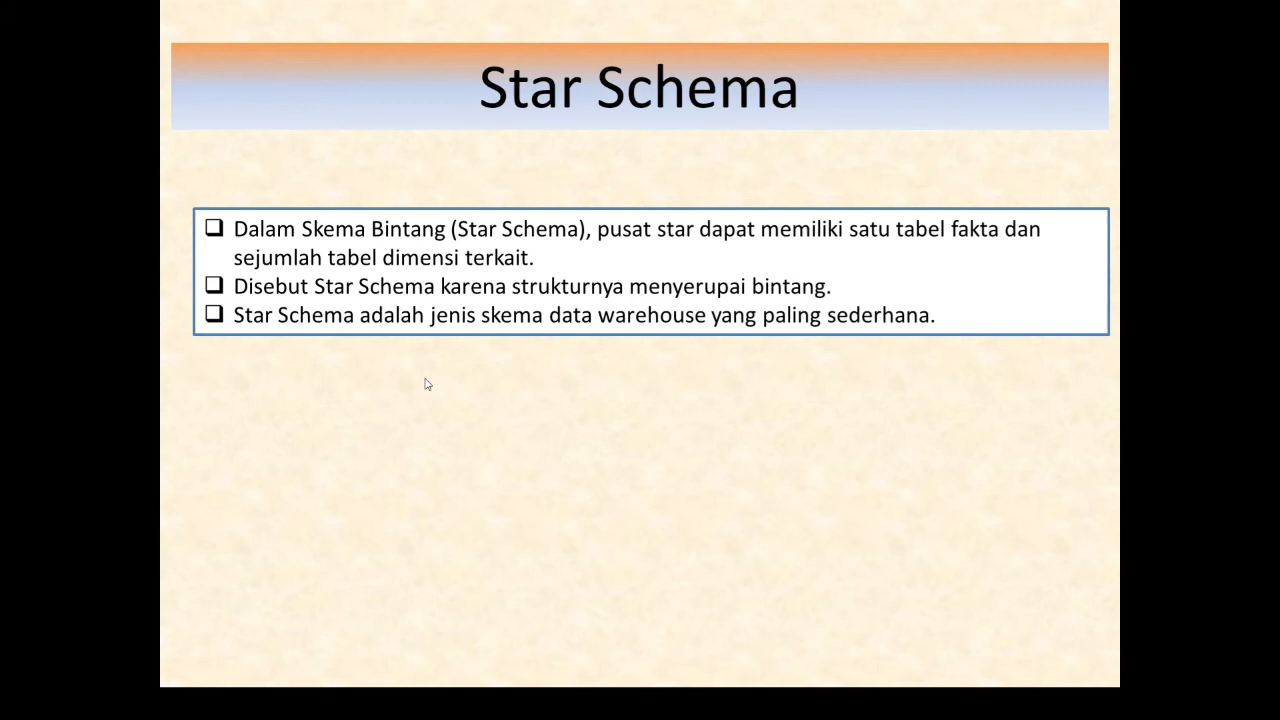 Star Schema
❑ Dalam Skema Bintang (Star Schema), pusat star dapat memiliki satu tabel fakta dan
sejumlah tabel dimensi terkait.
❑ Disebut Star Schema karena strukturnya menyerupai bintang.
❑ Star Schema adalah jenis skema data warehouse yang paling sederhana.